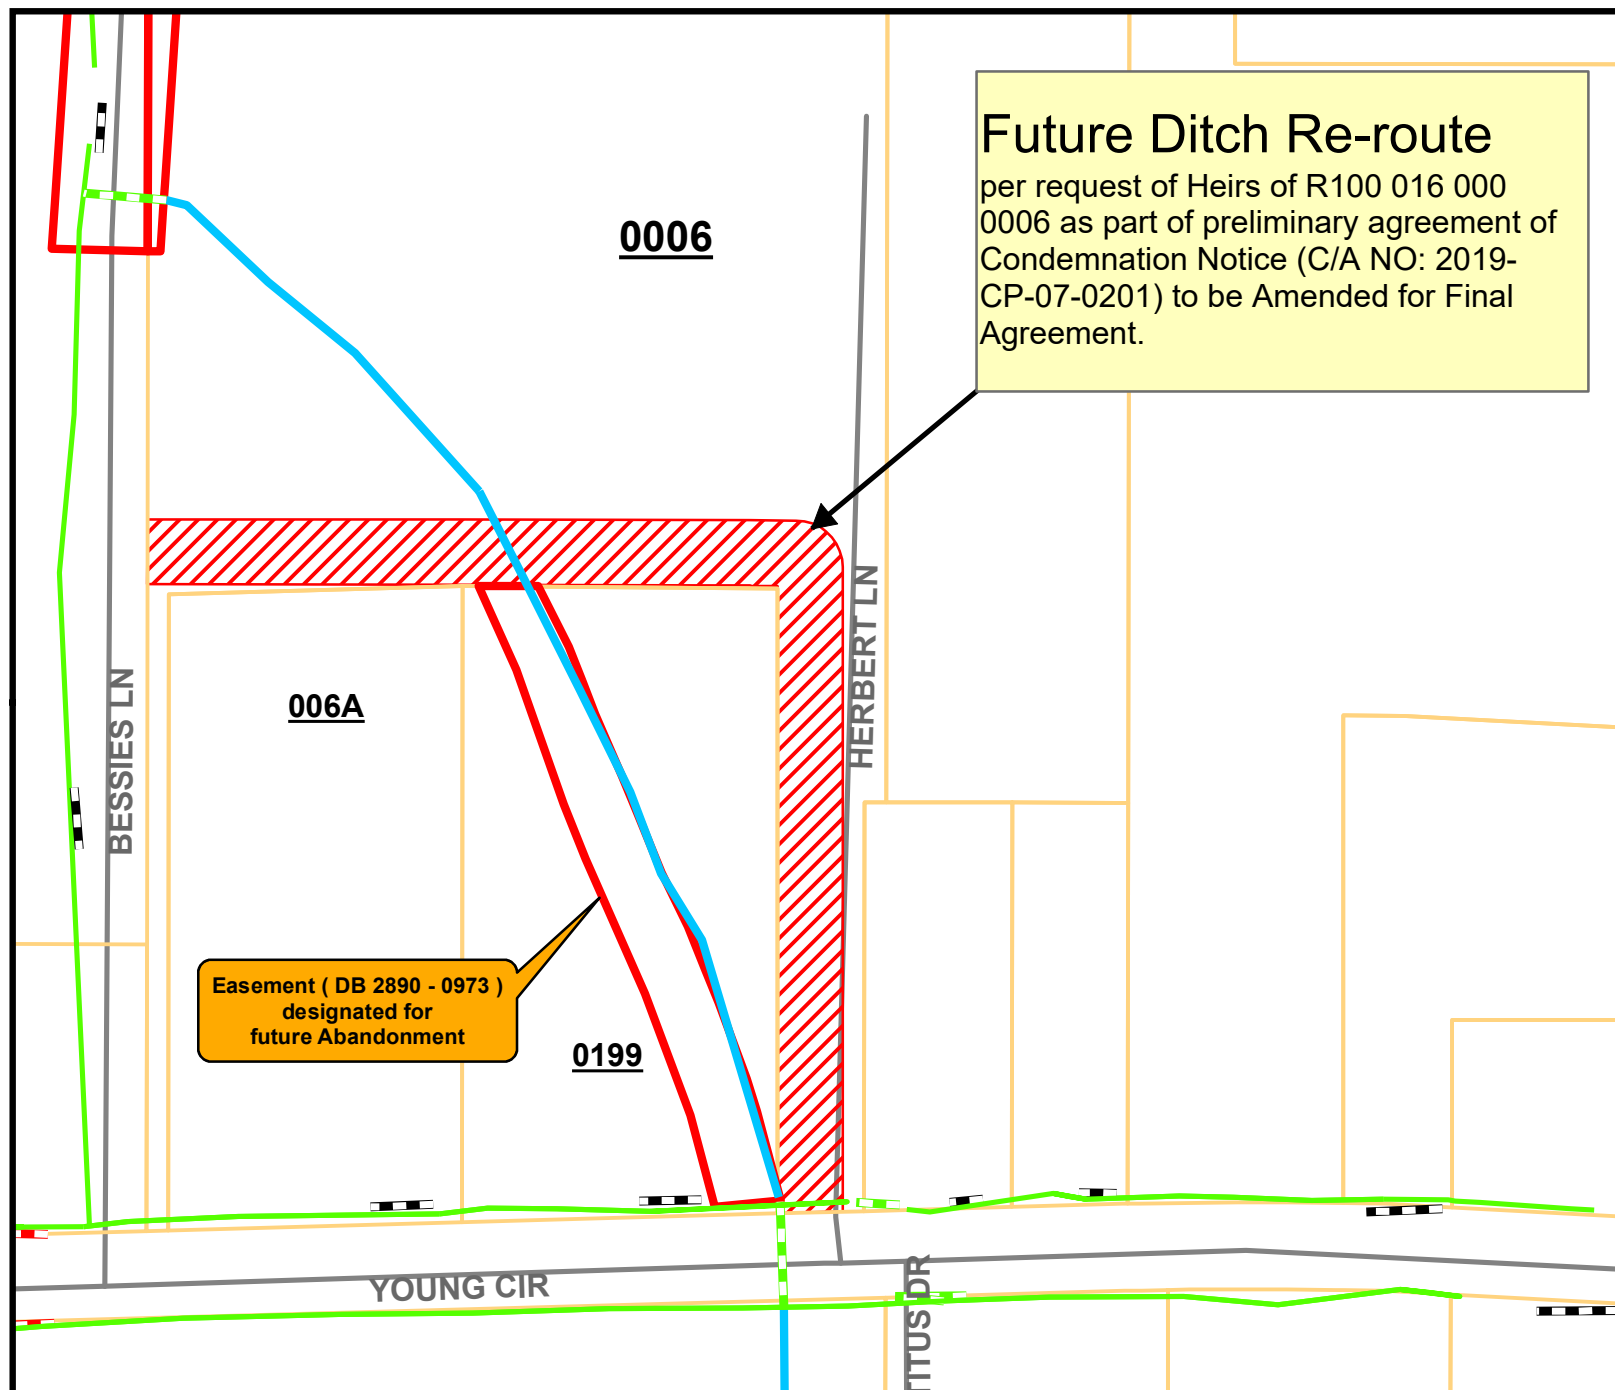 Future Ditch Re-route
per request of Heirs of R100 016 000
0006 as part of preliminary agreement of
Condemnation Notice (C/A NO: 2019-
CP-07-0201) to be Amended for Final
Agreement.
0006
HERBERT LN
BESSIES LN
006A
Easement ( DB 2890 - 0973 )
designated for
future Abandonment
0199
YOUNG CIR
TITUS DR